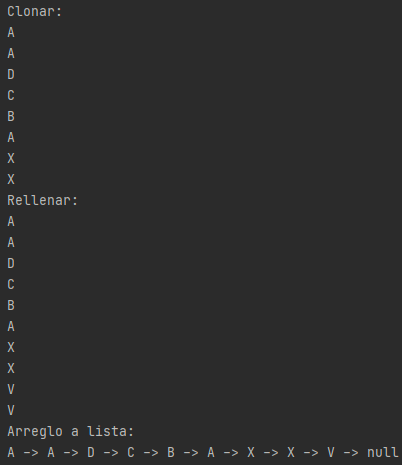 Clonar:
A
A
D
C
B
A
X
X
Rellenar:
A
A
D
C
B
A
X
X
V
V
Arreglo a lista:
A -> A -> D -> C -> B -> A -> X -> X -> V -> null